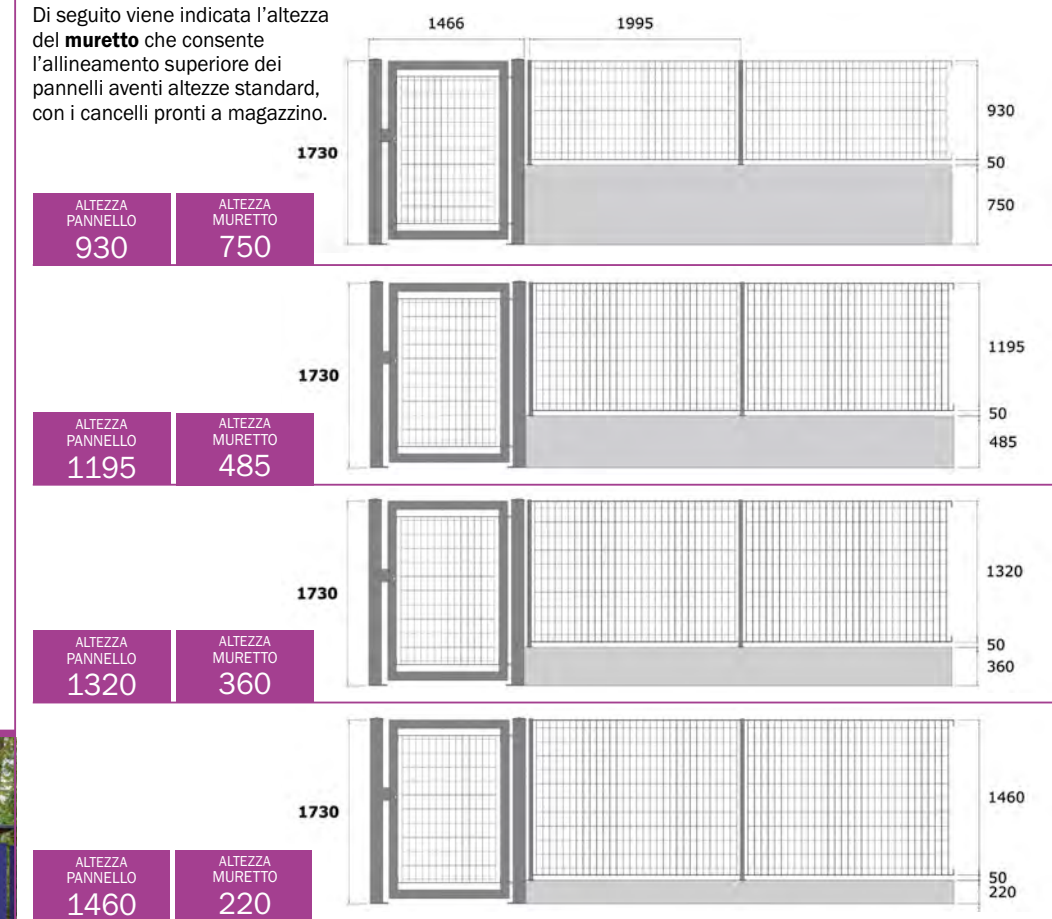 Di seguito viene indicata l'altezza
del muretto che consente
l'allineamento superiore dei
pannelli aventi altezze standard,
con i cancelli pronti a magazzino.
1466
1995
1730
930
50
750
ALTEZZA
PANNELLO
930
ALTEZZA
MURETTO
750
1730
1195
50
485
ALTEZZA
PANNELLO
1195
ALTEZZA
MURETTO
485
1730
1320
50
360
ALTEZZA
PANNELLO
1320
ALTEZZA
MURETTO
360
1730
1460
50
220
ALTEZZA
PANNELLO
1460
ALTEZZA
MURETTO
220